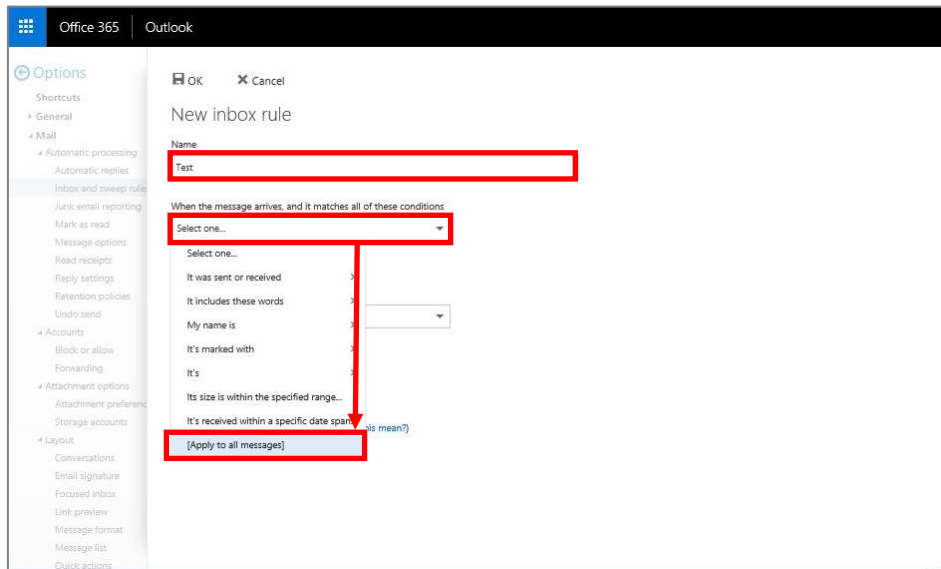 Office 365 Outlook
Options
Shortcuts
General
Mail
Automatic processing
Automatic replies
Inbox and sweep rule
Junk email reporting
Mark as read
Message options
Read receipts
Reply settings
Retention policies
Undo send
Accounts
Block or allow
Forwarding
Attachment options
Attachment preferenc
Storage accounts
Layout
Conversations
Email signature
Focused inbox
Link preview
Message format
Message list
Quick actions
OK Cancel
New inbox rule
Name
Test
When the message arrives, and it matches all of these conditions
Select one...
Select one...
It was sent or received
It includes these words
My name is
It's marked with
It's
Its size is within the specified range...
It's received within a specific date span
his mean?)
[Apply to all messages]